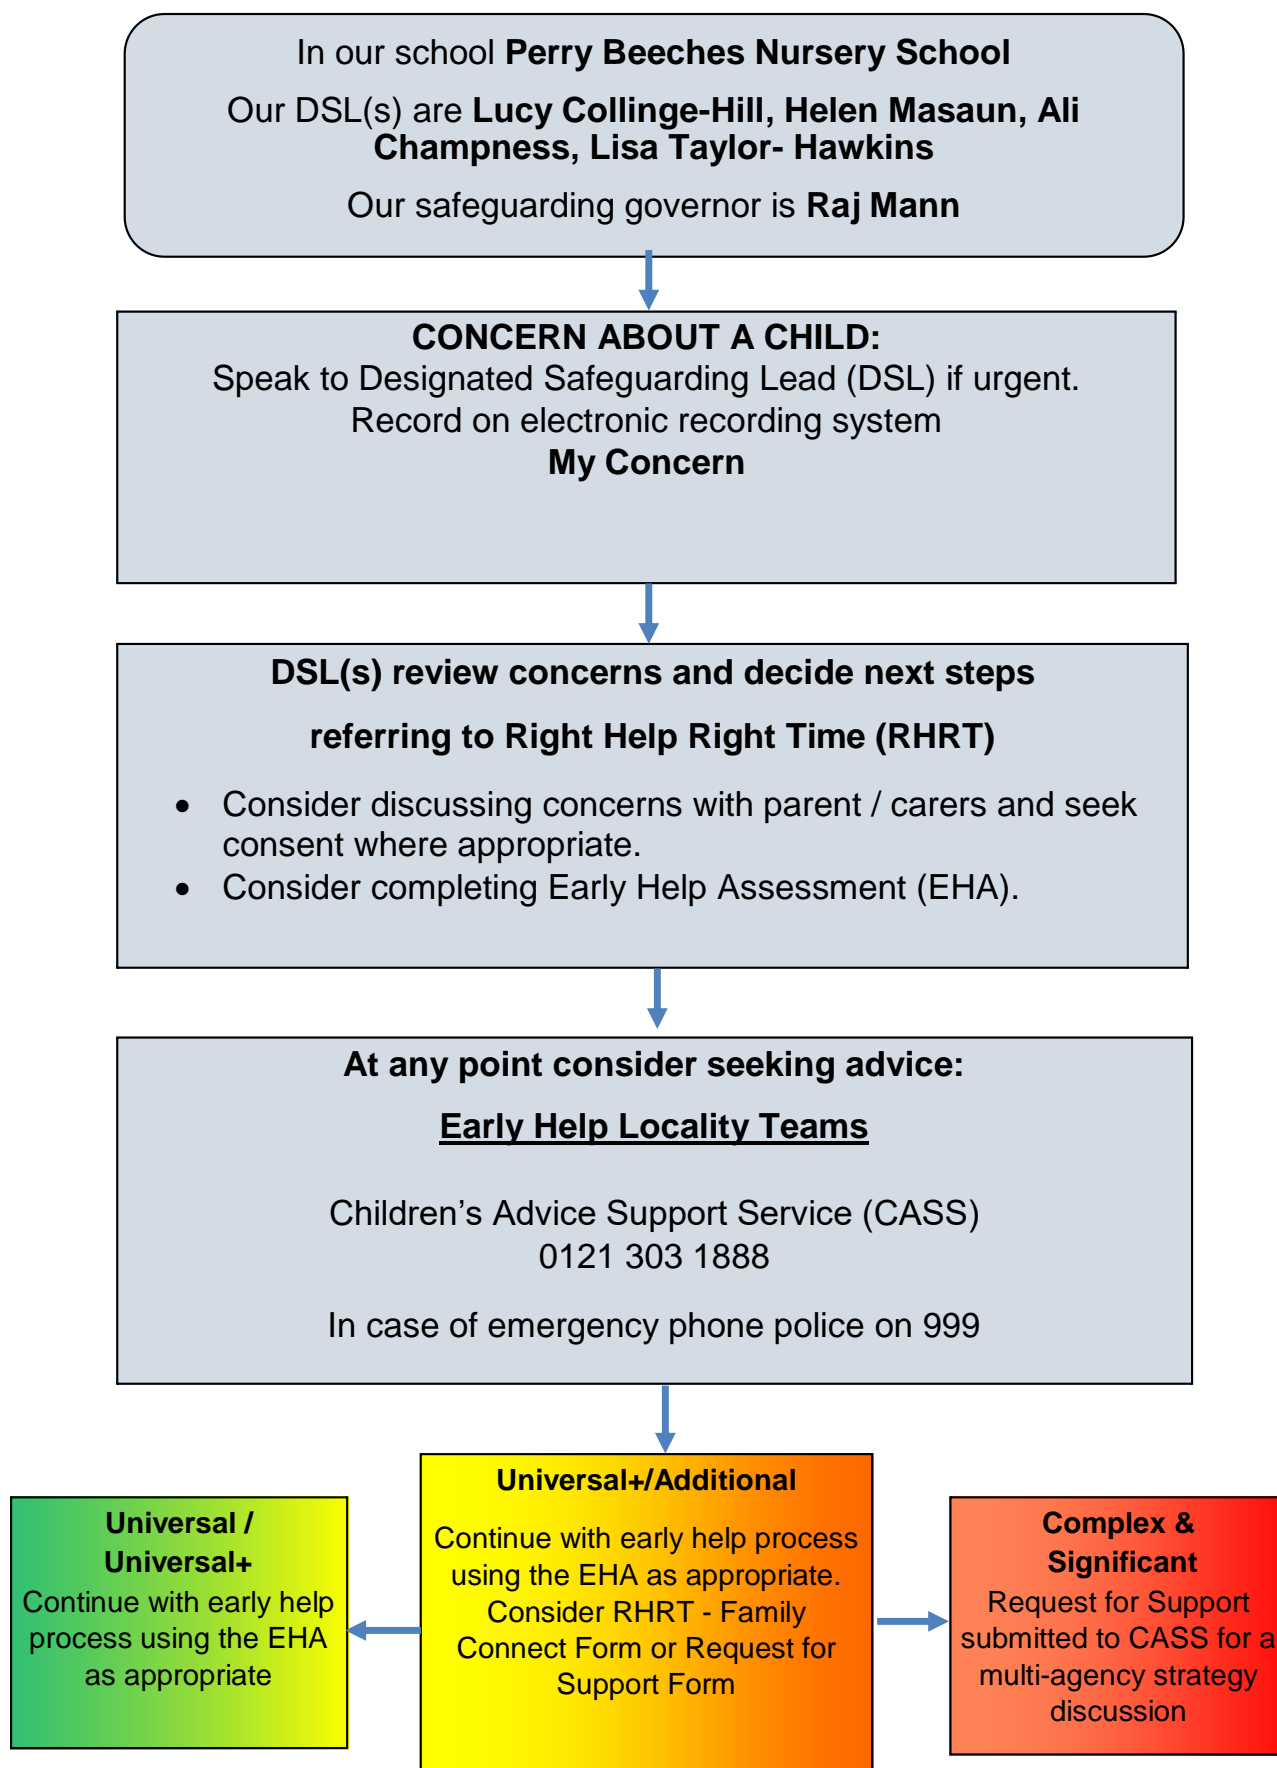 In our school Perry Beeches Nursery School
Our DSL(s) are Lucy Collinge-Hill, Helen Masaun, Ali
Champness, Lisa Taylor- Hawkins
Our safeguarding governor is Raj Mann
CONCERN ABOUT A CHILD:
Speak to Designated Safeguarding Lead (DSL) if urgent.
Record on electronic recording system
My Concern
DSL(s) review concerns and decide next steps
referring to Right Help Right Time (RHRT)
• Consider discussing concerns with parent / carers and seek
consent where appropriate.
• Consider completing Early Help Assessment (EHA).
At any point consider seeking advice:
Early Help Locality Teams
Children’s Advice Support Service (CASS)
0121 303 1888
In case of emergency phone police on 999
Universal /
Universal+
Continue with early help
process using the EHA
as appropriate
Universal+/Additional
Continue with early help process
using the EHA as appropriate.
Consider RHRT - Family
Connect Form or Request for
Support Form
Complex &
Significant
Request for Support
submitted to CASS for a
multi-agency strategy
discussion